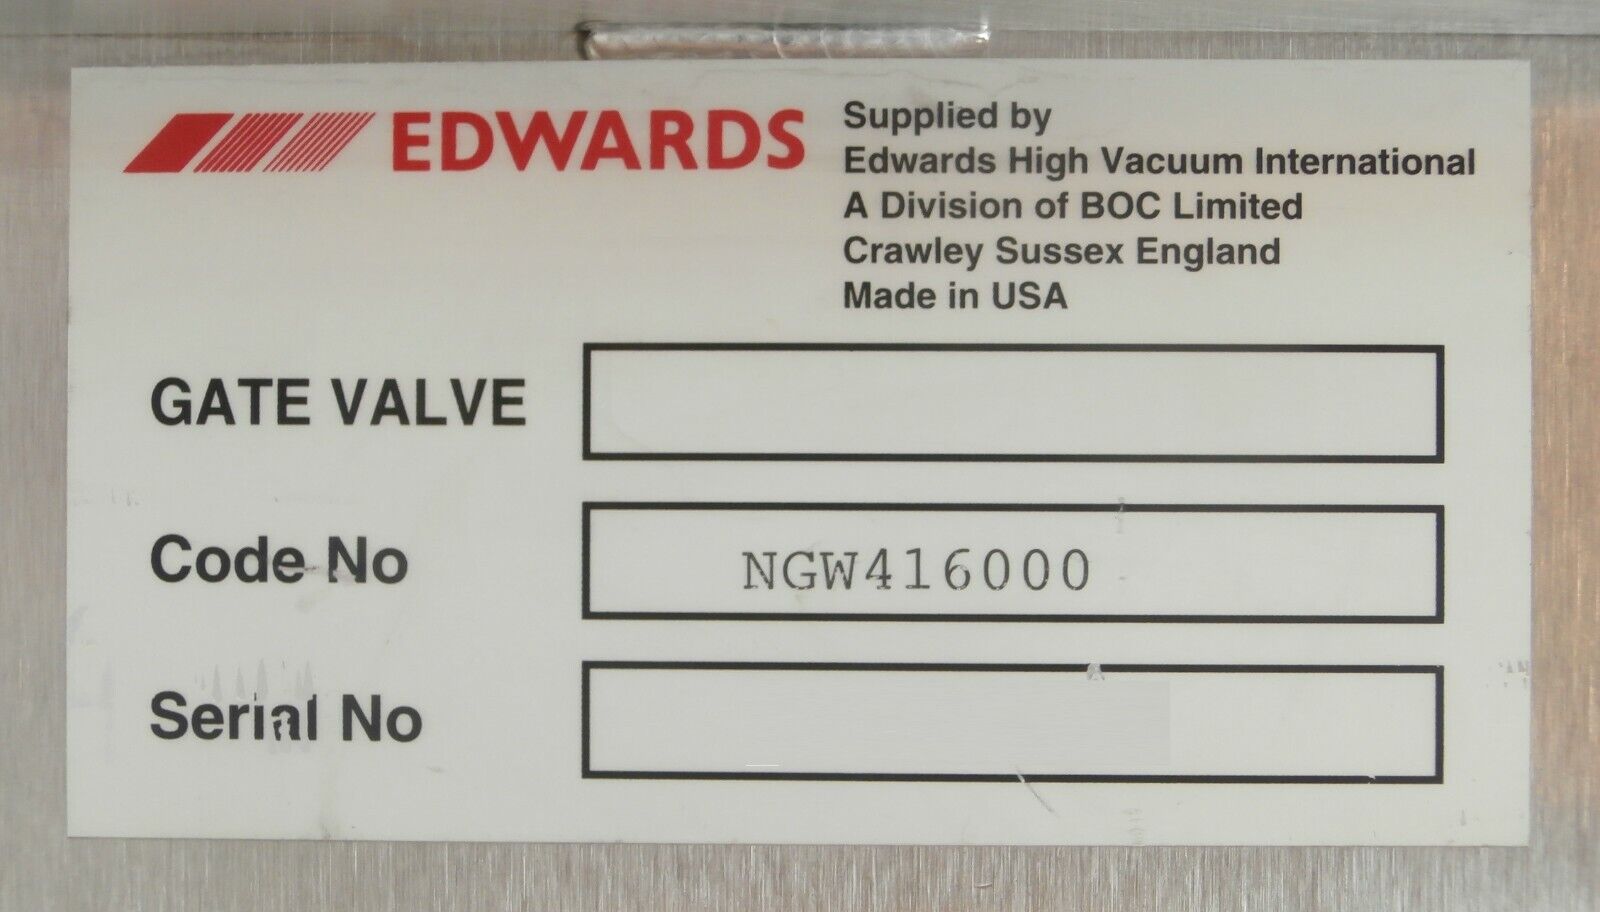 EDWARDS
Supplied by
Edwards High Vacuum International
A Division of BOC Limited
Crawley Sussex England
Made in USA
GATE VALVE
Code No
NGW416000
Serial No